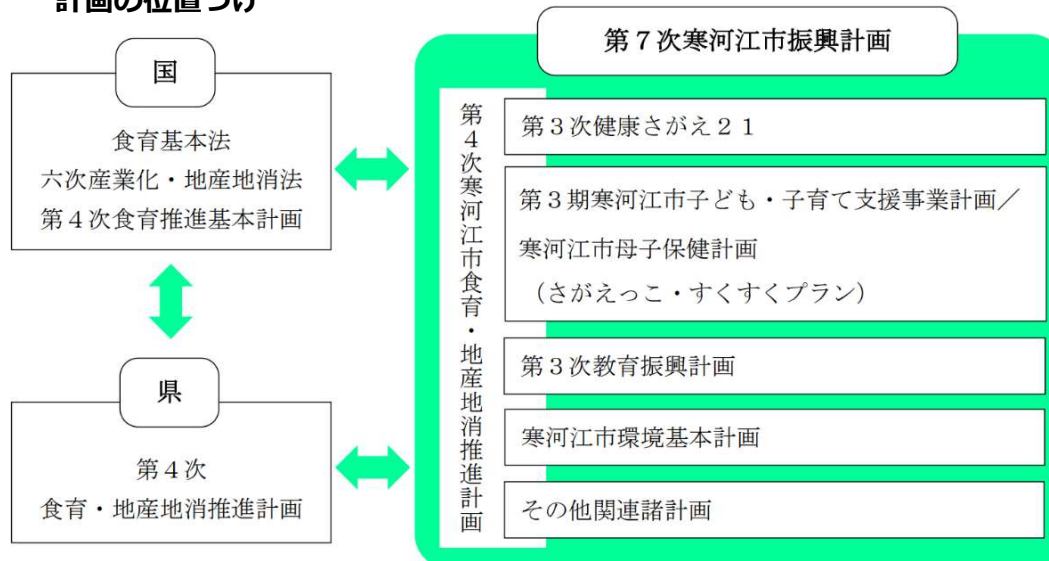 計画の位置づけ
国
食育基本法
六次産業化・地産地消法
第４次食育推進基本計画
県
第４次
食育・地産地消推進計画
第７次寒河江市振興計画
第４次寒河江市食育・地産地消推進計画
第３次健康さがえ２１
第３期寒河江市子ども・子育て支援事業計画／
寒河江市母子保健計画
（さがえっこ・すくすくプラン）
第３次教育振興計画
寒河江市環境基本計画
その他関連諸計画